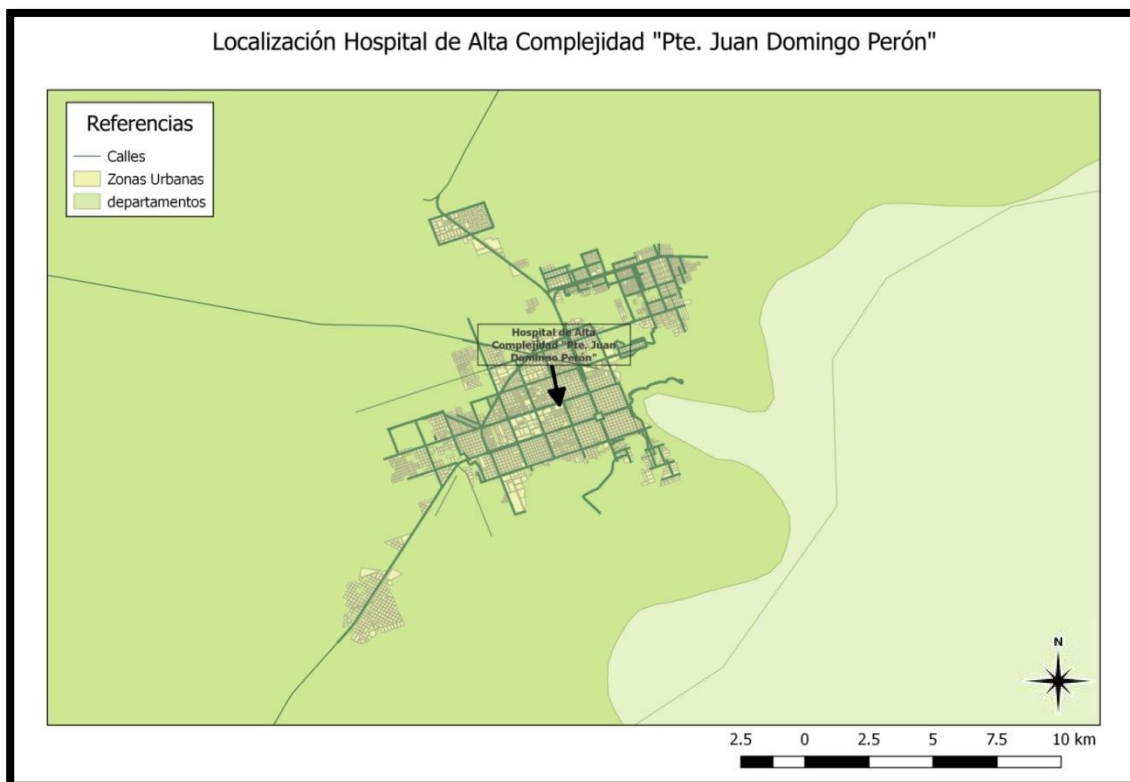 Localización Hospital de Alta Complejidad "Pte. Juan Domingo Perón"
Referencias
Calles
Zonas Urbanas
departamentos
Hospital de Alta
Complejidad "Pte. Juan
Domingo Perón"
N
2.5 0 2.5 5 7.5 10 km